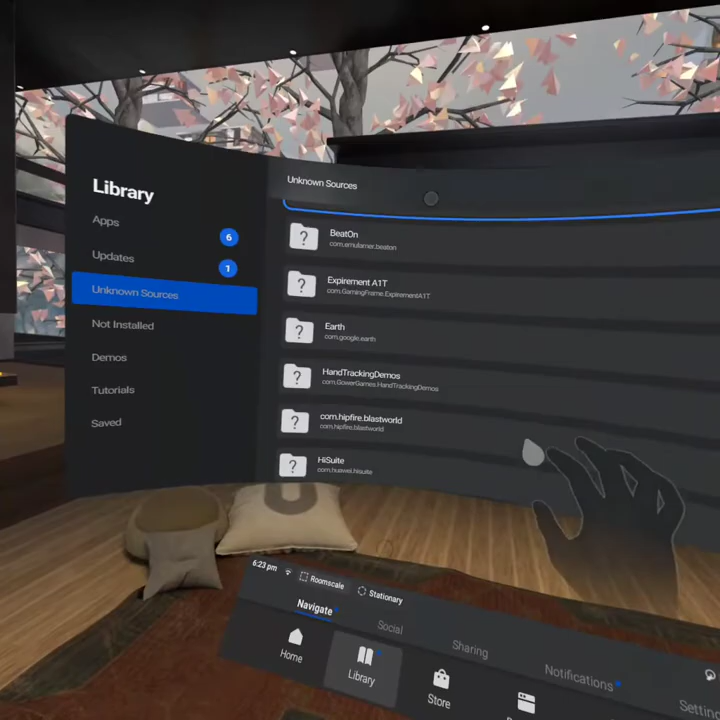 Library
Apps
6
Updates
1
Unknown Sources
Not Installed
Demos
Tutorials
Saved
Unknown Sources
BeatOn
com.emulamer.beaton
Expirement A1T
com.GamingFrame.ExpirementA1T
Earth
com.google.earth
HandTrackingDemos
com.GowerGames.HandTrackingDemos
com.hipfire.blastworld
com.hipfire.blastworld
HiSuite
com.huawei.hisuite
6:23 pm
Roomscale
Stationary
Navigate
Social
Sharing
Notifications
Home
Library
Store